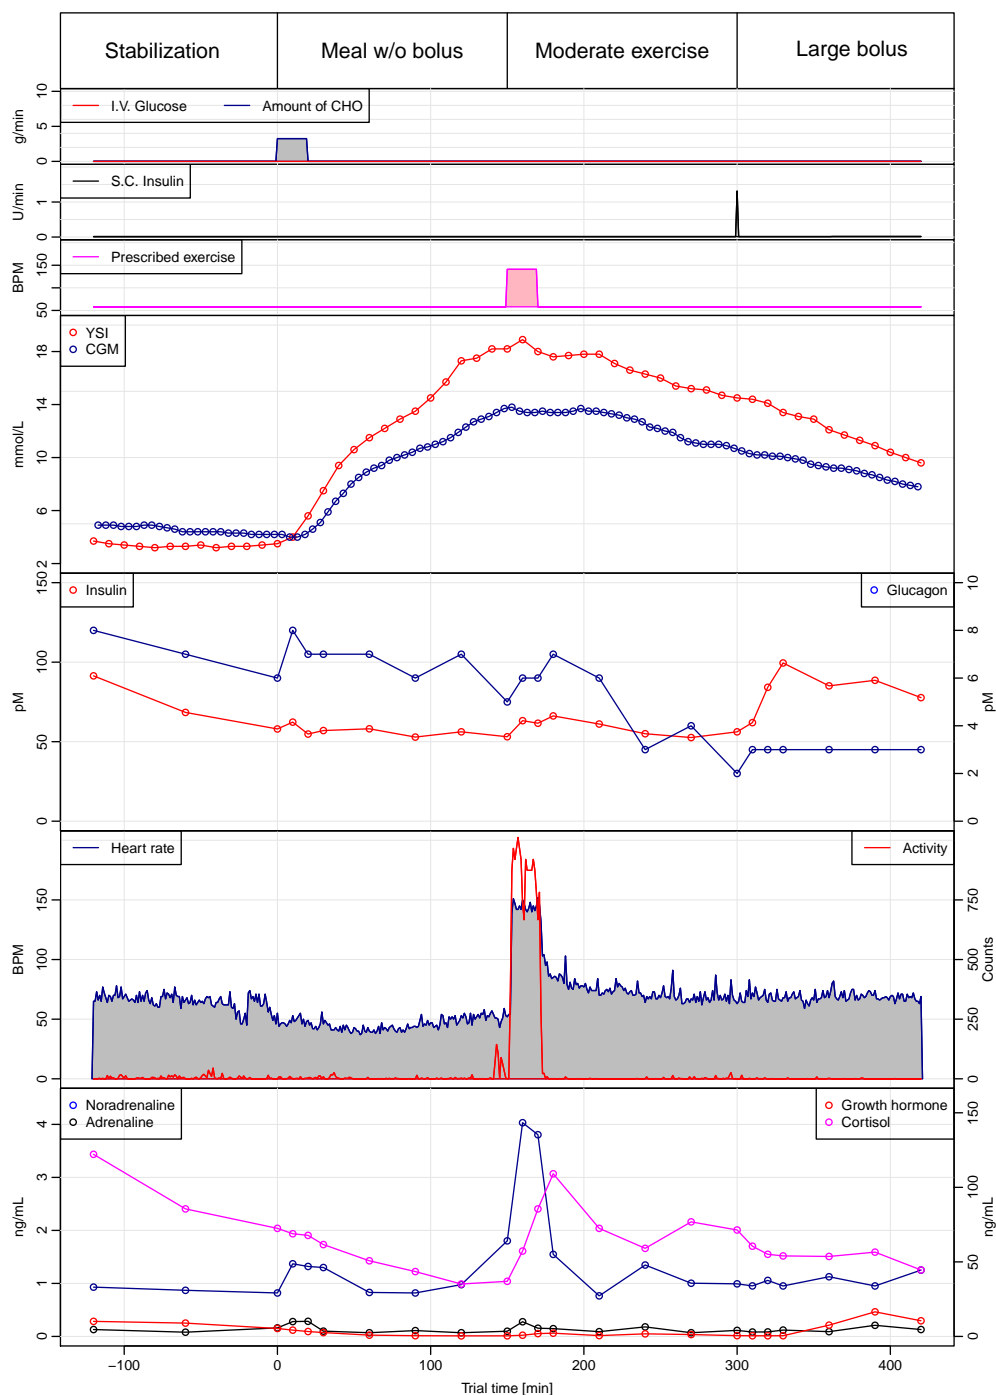 Stabilization Meal w/o bolus Moderate exercise Large bolus
I.V. Glucose Amount of CHO
g/min
0 5 10
S.C. Insulin
U/min
0 1
Prescribed exercise
BPM
50 150
YSI
CGM
mmol/L
2 6 10 14 18
Insulin
Glucagon
pM
0 50 100 150
pM
0 2 4 6 8 10
Heart rate
Activity
BPM
0 50 100 150
Counts
0 250 500 750
Noradrenaline
Adrenaline
Growth hormone
Cortisol
ng/mL
0 1 2 3 4
ng/mL
0 50 100 150
−100 0 100 200 300 400
Trial time [min]